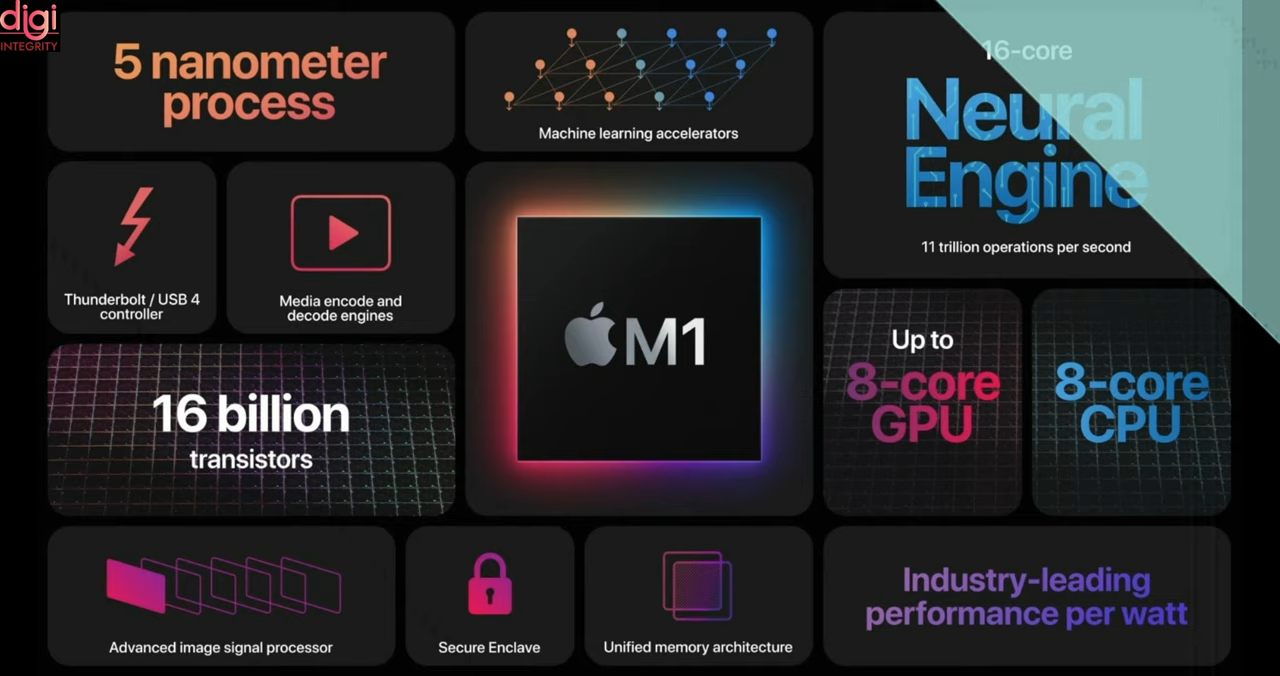 digi
INTEGRITY
5 nanometer
process
Machine learning accelerators
16-core
Neural
Engine
11 trillion operations per second
Thunderbolt / USB 4
controller
Media encode and
decode engines
M1
Up to
8-core
GPU
8-core
CPU
16 billion
transistors
Advanced image signal processor
Secure Enclave
Unified memory architecture
Industry-leading
performance per watt